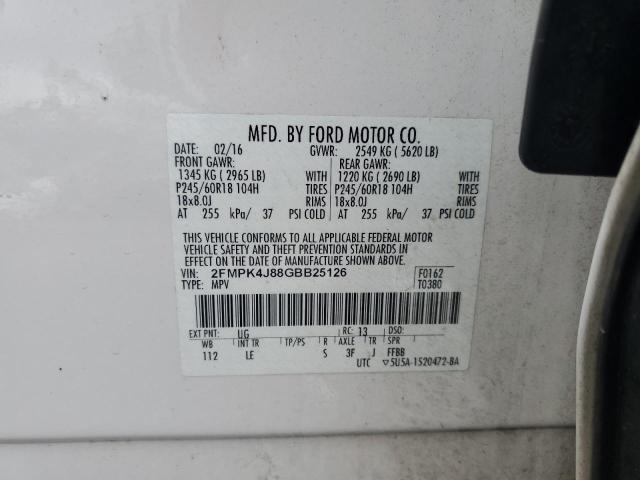 MFD. BY FORD MOTOR CO.
DATE: 02/16 GVWR: 2549 KG ( 5620 LB)
FRONT GAWR: REAR GAWR:
1345 KG ( 2965 LB) WITH 1220 KG ( 2690 LB) WITH
P245/60R18 104H TIRES P245/60R18 104H TIRES
18x8.0J RIMS 18x8.0J RIMS
AT 255 kPa/ 37 PSI COLD AT 255 kPa/ 37 PSI COLD
THIS VEHICLE CONFORMS TO ALL APPLICABLE FEDERAL MOTOR
VEHICLE SAFETY AND THEFT PREVENTION STANDARDS IN
EFFECT ON THE DATE OF MANUFACTURE SHOWN ABOVE.
VIN: 2FMPK4J88GBB25126 F0162
TYPE: MPV T0380
EXT PNT: UG RC: 13 DSO:
WB INT TR TP/PS R AXLE TR SPR
112 LE S 3F J FFBB
UTC ▽5U5A-1520472-BA